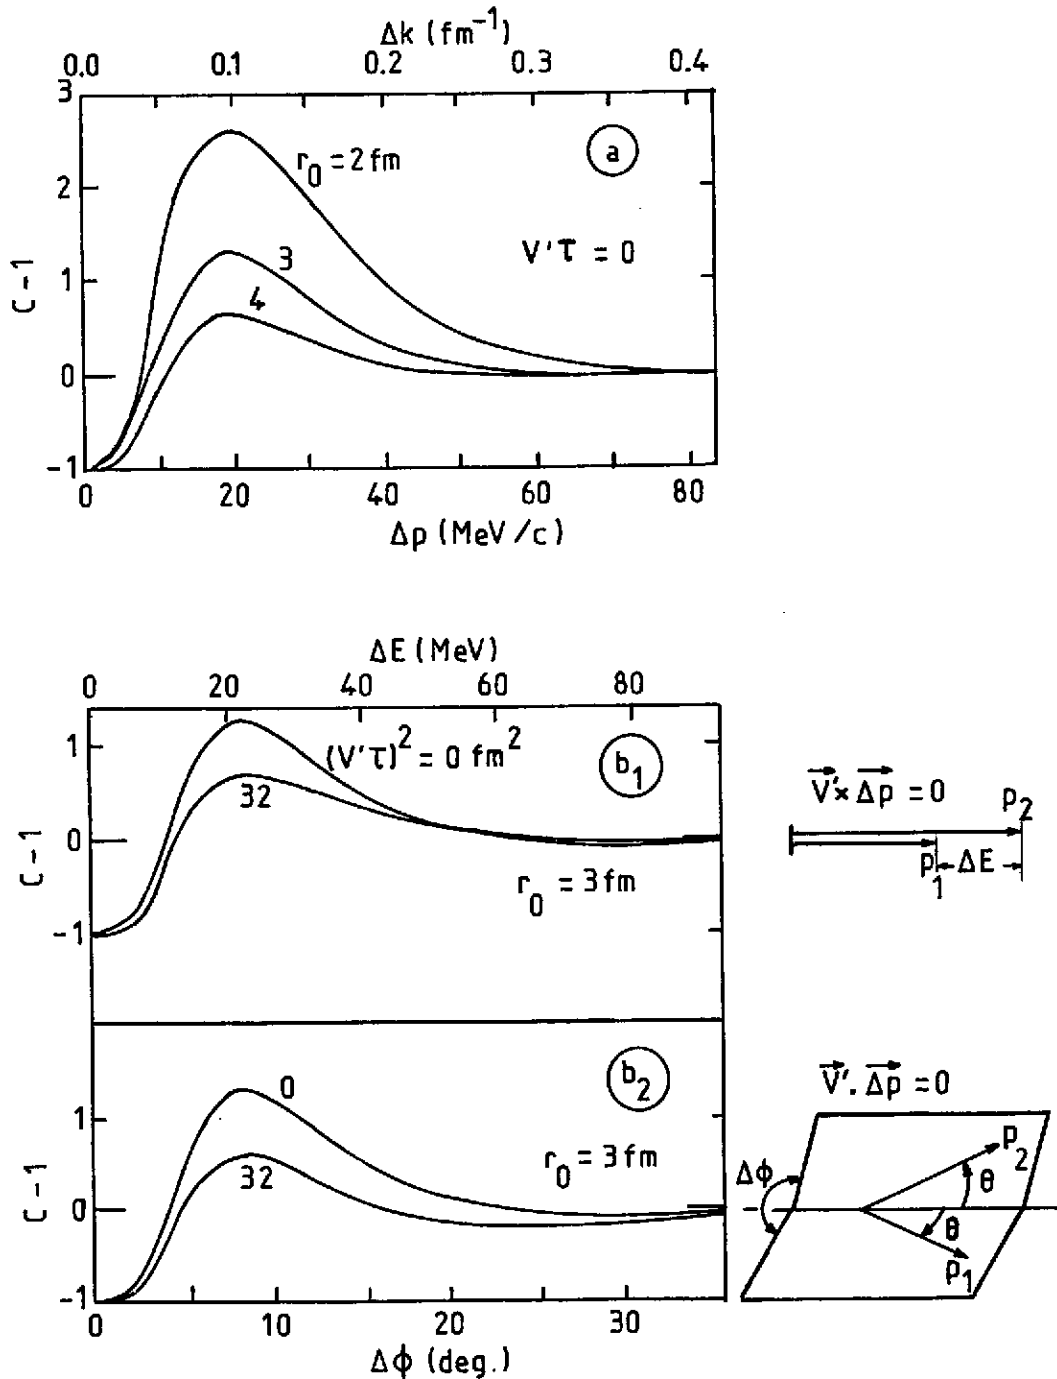 Δk (fm⁻¹)
0.0 0.1 0.2 0.3 0.4
3
2
1
0
-1
C-1
r₀ = 2 fm
3
4
a
V'τ = 0
0 20 40 60 80
Δp (MeV/c)
ΔE (MeV)
0 20 40 60 80
1
0
-1
C-1
(V'τ)² = 0 fm²
32
b₁
r₀ = 3 fm
V⃗' × Δp⃗ = 0
p₂
p₁
ΔE
1
0
-1
C-1
0
32
b₂
r₀ = 3 fm
0 10 20 30
Δϕ (deg.)
V⃗' . Δp⃗ = 0
Δϕ
p₂
θ
θ
p₁